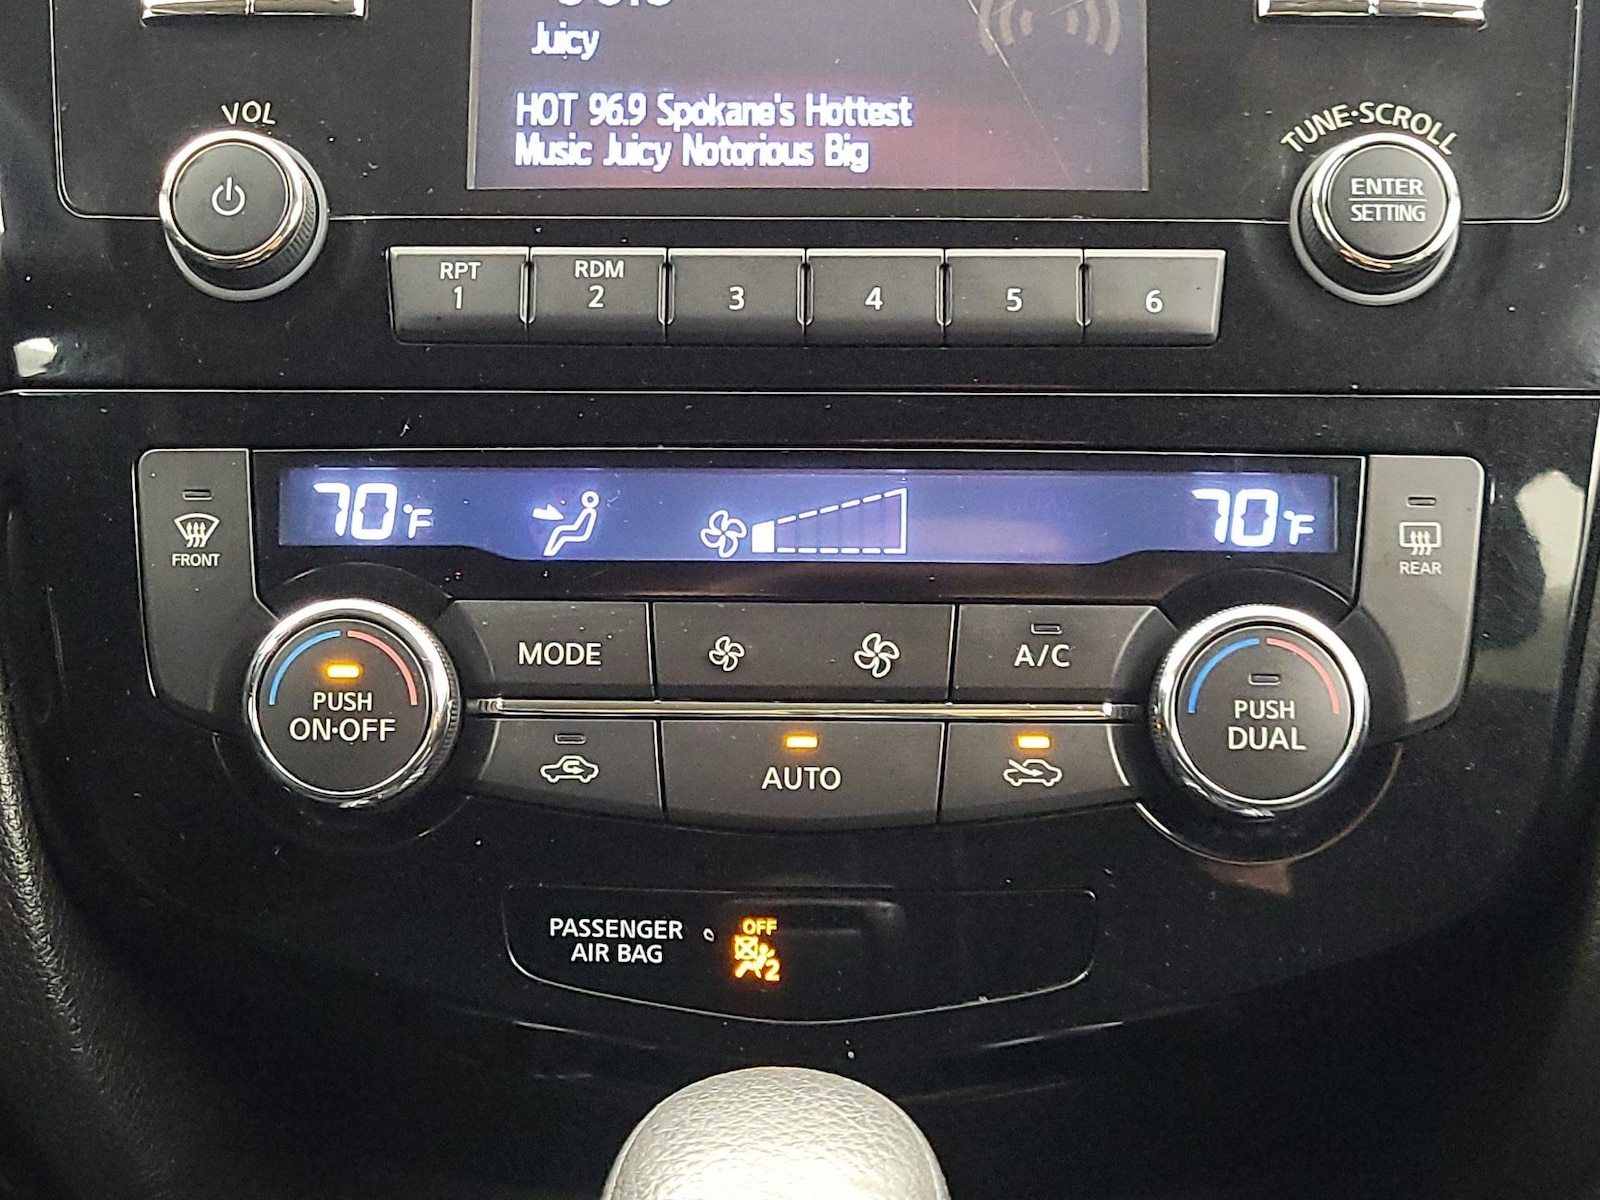 Juicy
HOT 96.9 Spokane's Hottest
Music Juicy Notorious Big
VOL
TUNE·SCROLL
ENTER
SETTING
RPT
1
RDM
2
3
4
5
6
70°F
70°F
FRONT
REAR
MODE
A/C
PUSH
ON·OFF
PUSH
DUAL
AUTO
PASSENGER
AIR BAG
OFF
2